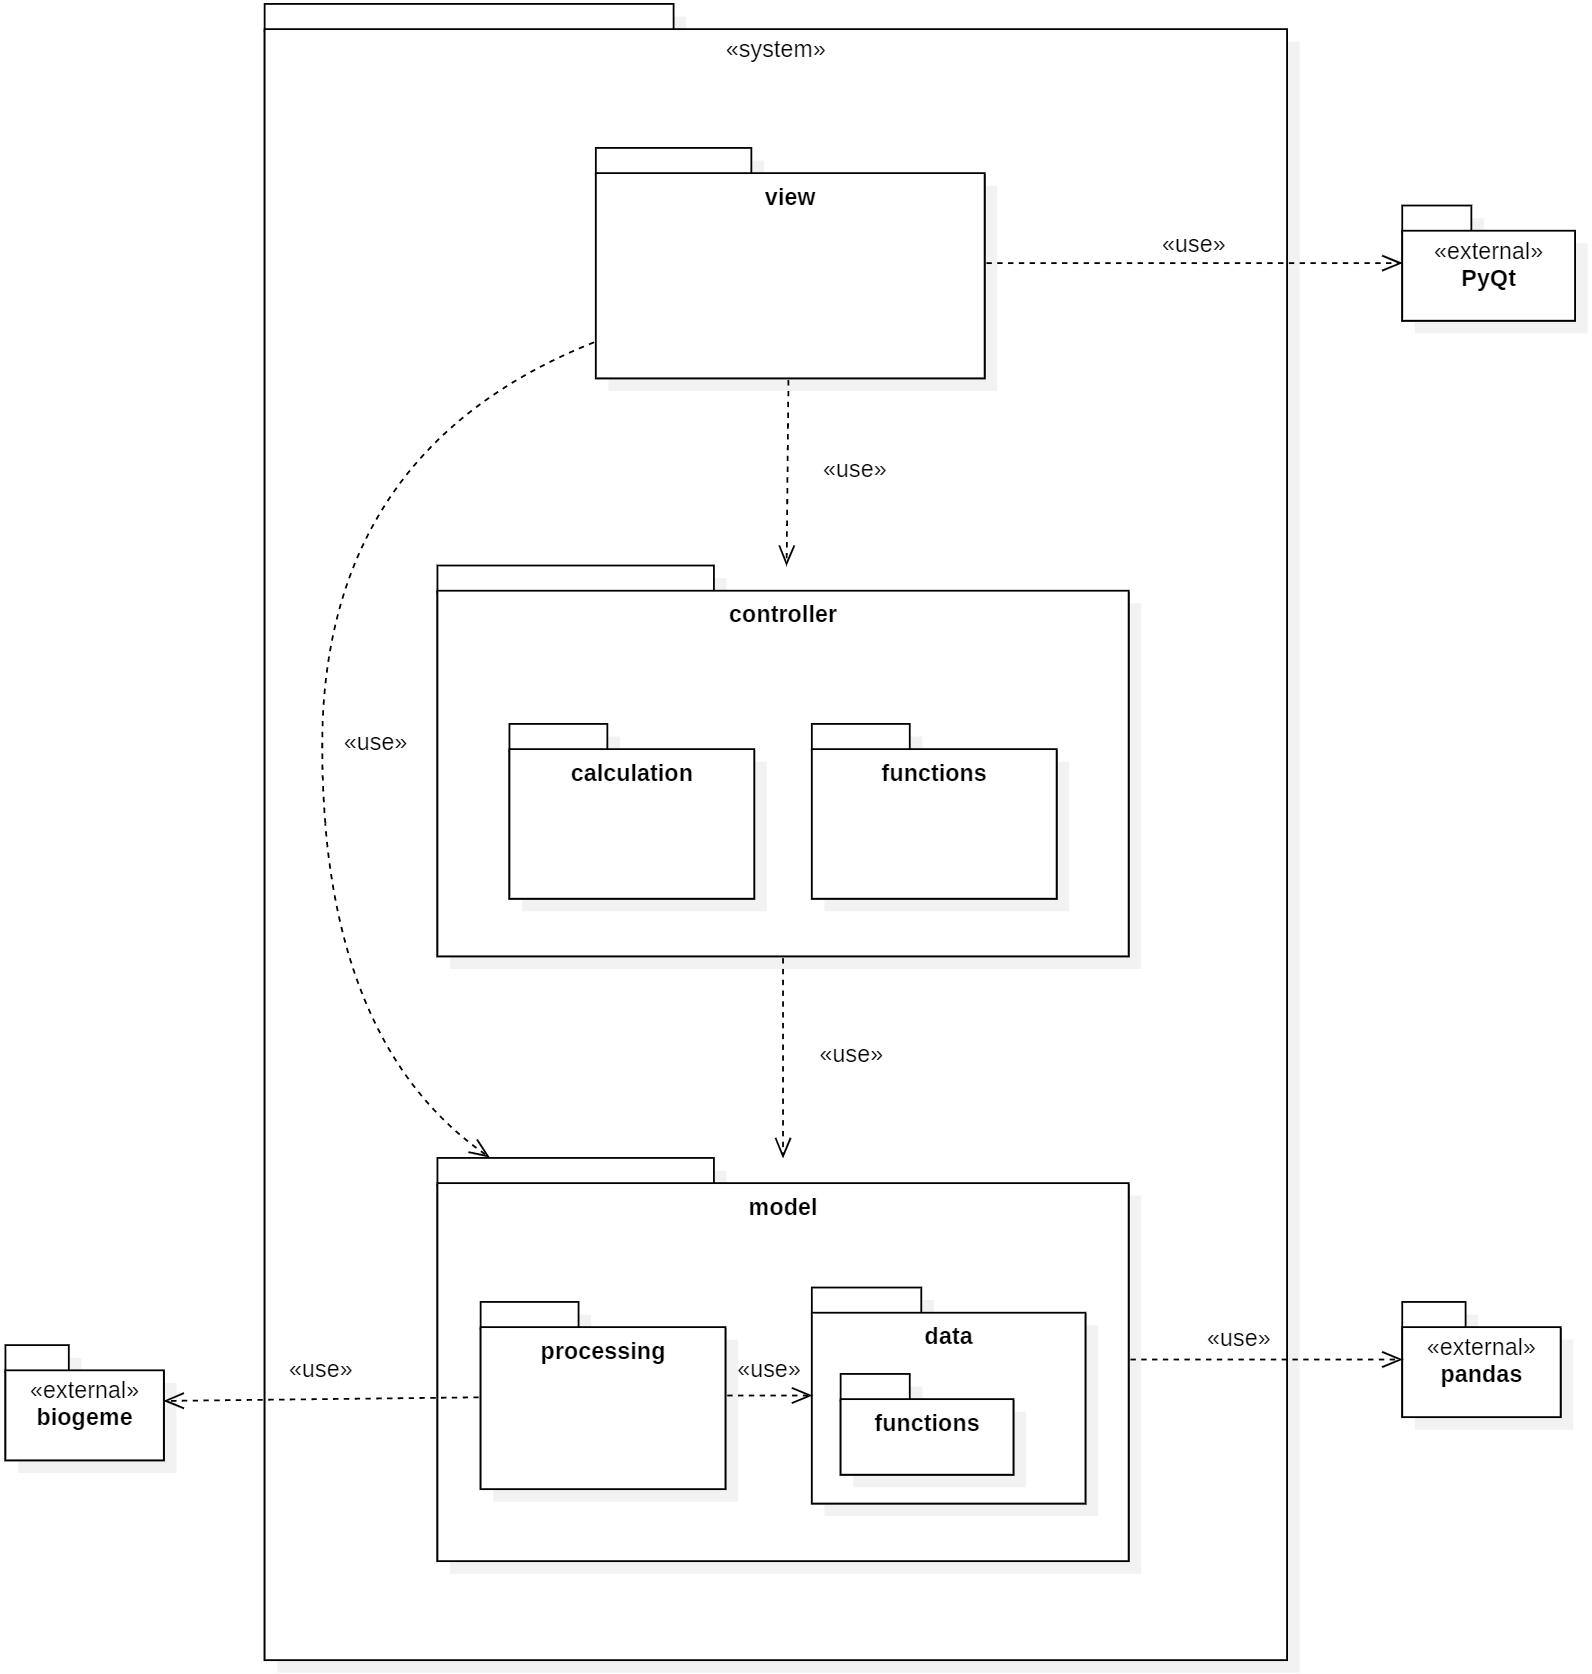 «system»
view
«use»
«external»
PyQt
«use»
controller
«use»
calculation
functions
«use»
model
processing
data
«use»
«external»
pandas
«use»
«use»
«external»
biogeme
functions